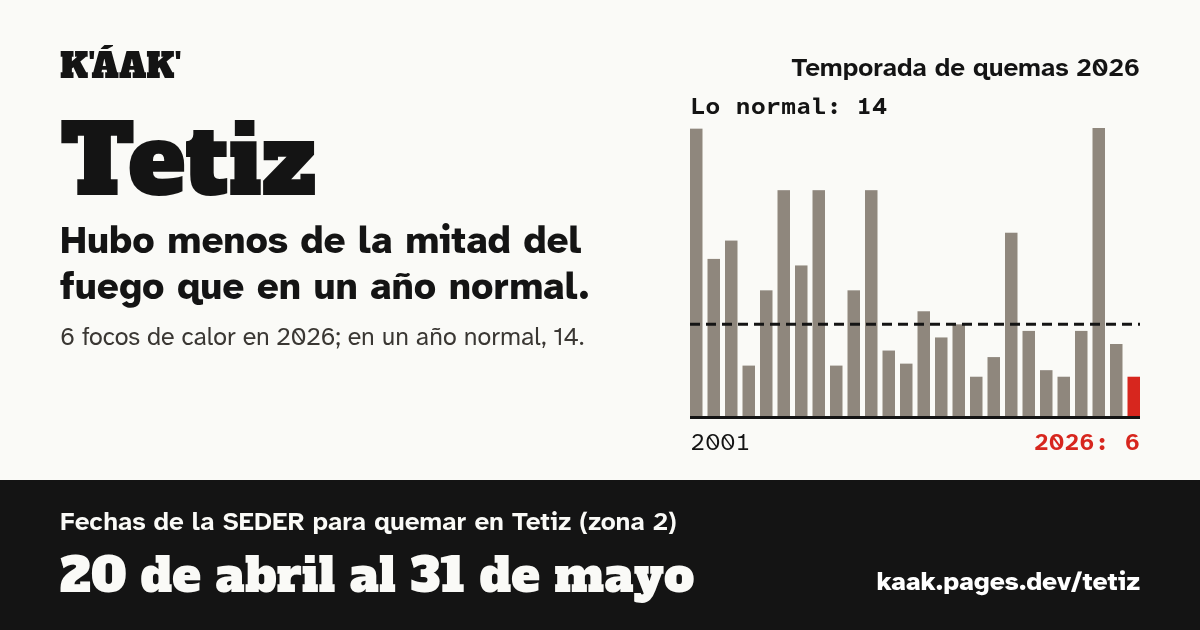 K'ÁAK'
Tetiz
Hubo menos de la mitad del
fuego que en un año normal.
6 focos de calor en 2026; en un año normal, 14.
Temporada de quemas 2026
Lo normal: 14
2001
2026: 6
Fechas de la SEDER para quemar en Tetiz (zona 2)
20 de abril al 31 de mayo
kaak.pages.dev/tetiz